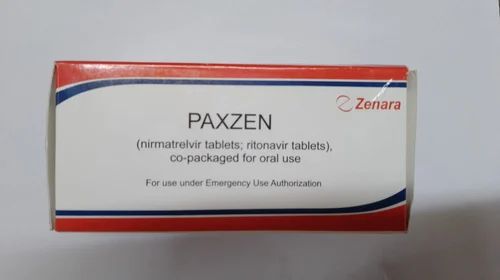 Zenara
PAXZEN
(nirmatrelvir tablets; ritonavir tablets),
co-packaged for oral use
For use under Emergency Use Authorization